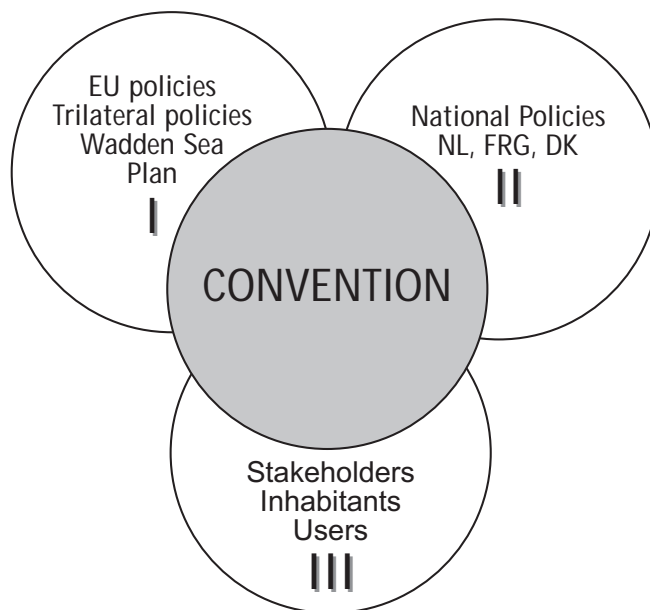 EU policies
Trilateral policies
Wadden Sea
Plan
I
National Policies
NL, FRG, DK
II
CONVENTION
Stakeholders
Inhabitants
Users
III